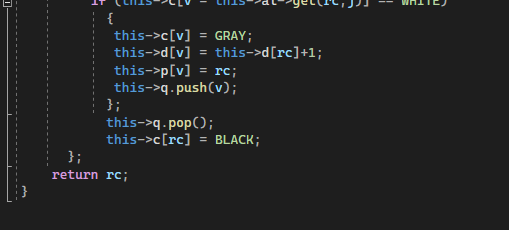 if (this->c[v = this->al->get(rc,j)] == WHITE)
{
this->c[v] = GRAY;
this->d[v] = this->d[rc]+1;
this->p[v] = rc;
this->q.push(v);
};
this->q.pop();
this->c[rc] = BLACK;
};
return rc;
}